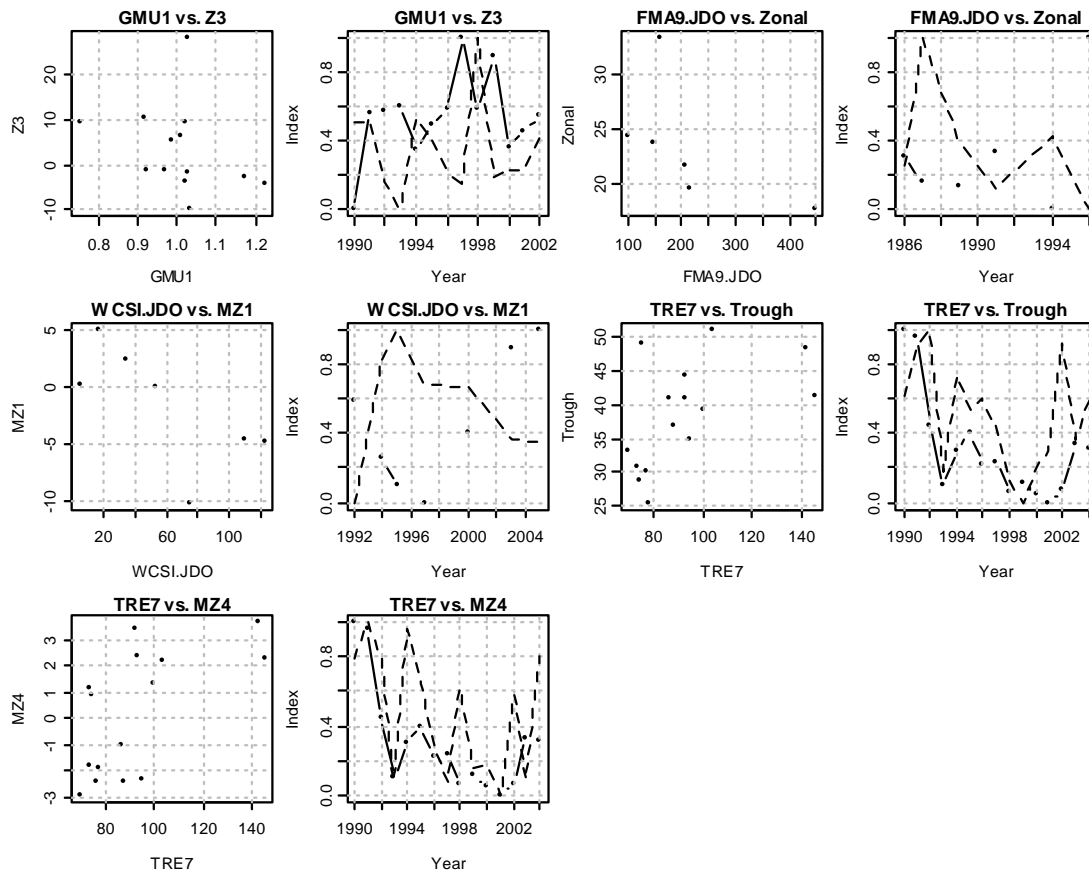 GMU1 vs. Z3
Z3
20
10
0
-10
0.8 0.9 1.0 1.1 1.2
GMU1
GMU1 vs. Z3
Index
0.8
0.4
0.0
1990 1994 1998 2002
Year
FMA9.JDO vs. Zonal
Zonal
30
25
20
100 200 300 400
FMA9.JDO
FMA9.JDO vs. Zonal
Index
0.8
0.4
0.0
1986 1990 1994
Year
WCSI.JDO vs. MZ1
MZ1
5
0
-5
-10
20 60 100
WCSI.JDO
WCSI.JDO vs. MZ1
Index
0.8
0.4
0.0
1992 1996 2000 2004
Year
TRE7 vs. Trough
Trough
50
45
40
35
30
25
80 100 120 140
TRE7
TRE7 vs. Trough
Index
0.8
0.4
0.0
1990 1994 1998 2002
Year
TRE7 vs. MZ4
MZ4
3
2
1
0
-1
-3
80 100 120 140
TRE7
TRE7 vs. MZ4
Index
0.8
0.4
0.0
1990 1994 1998 2002
Year